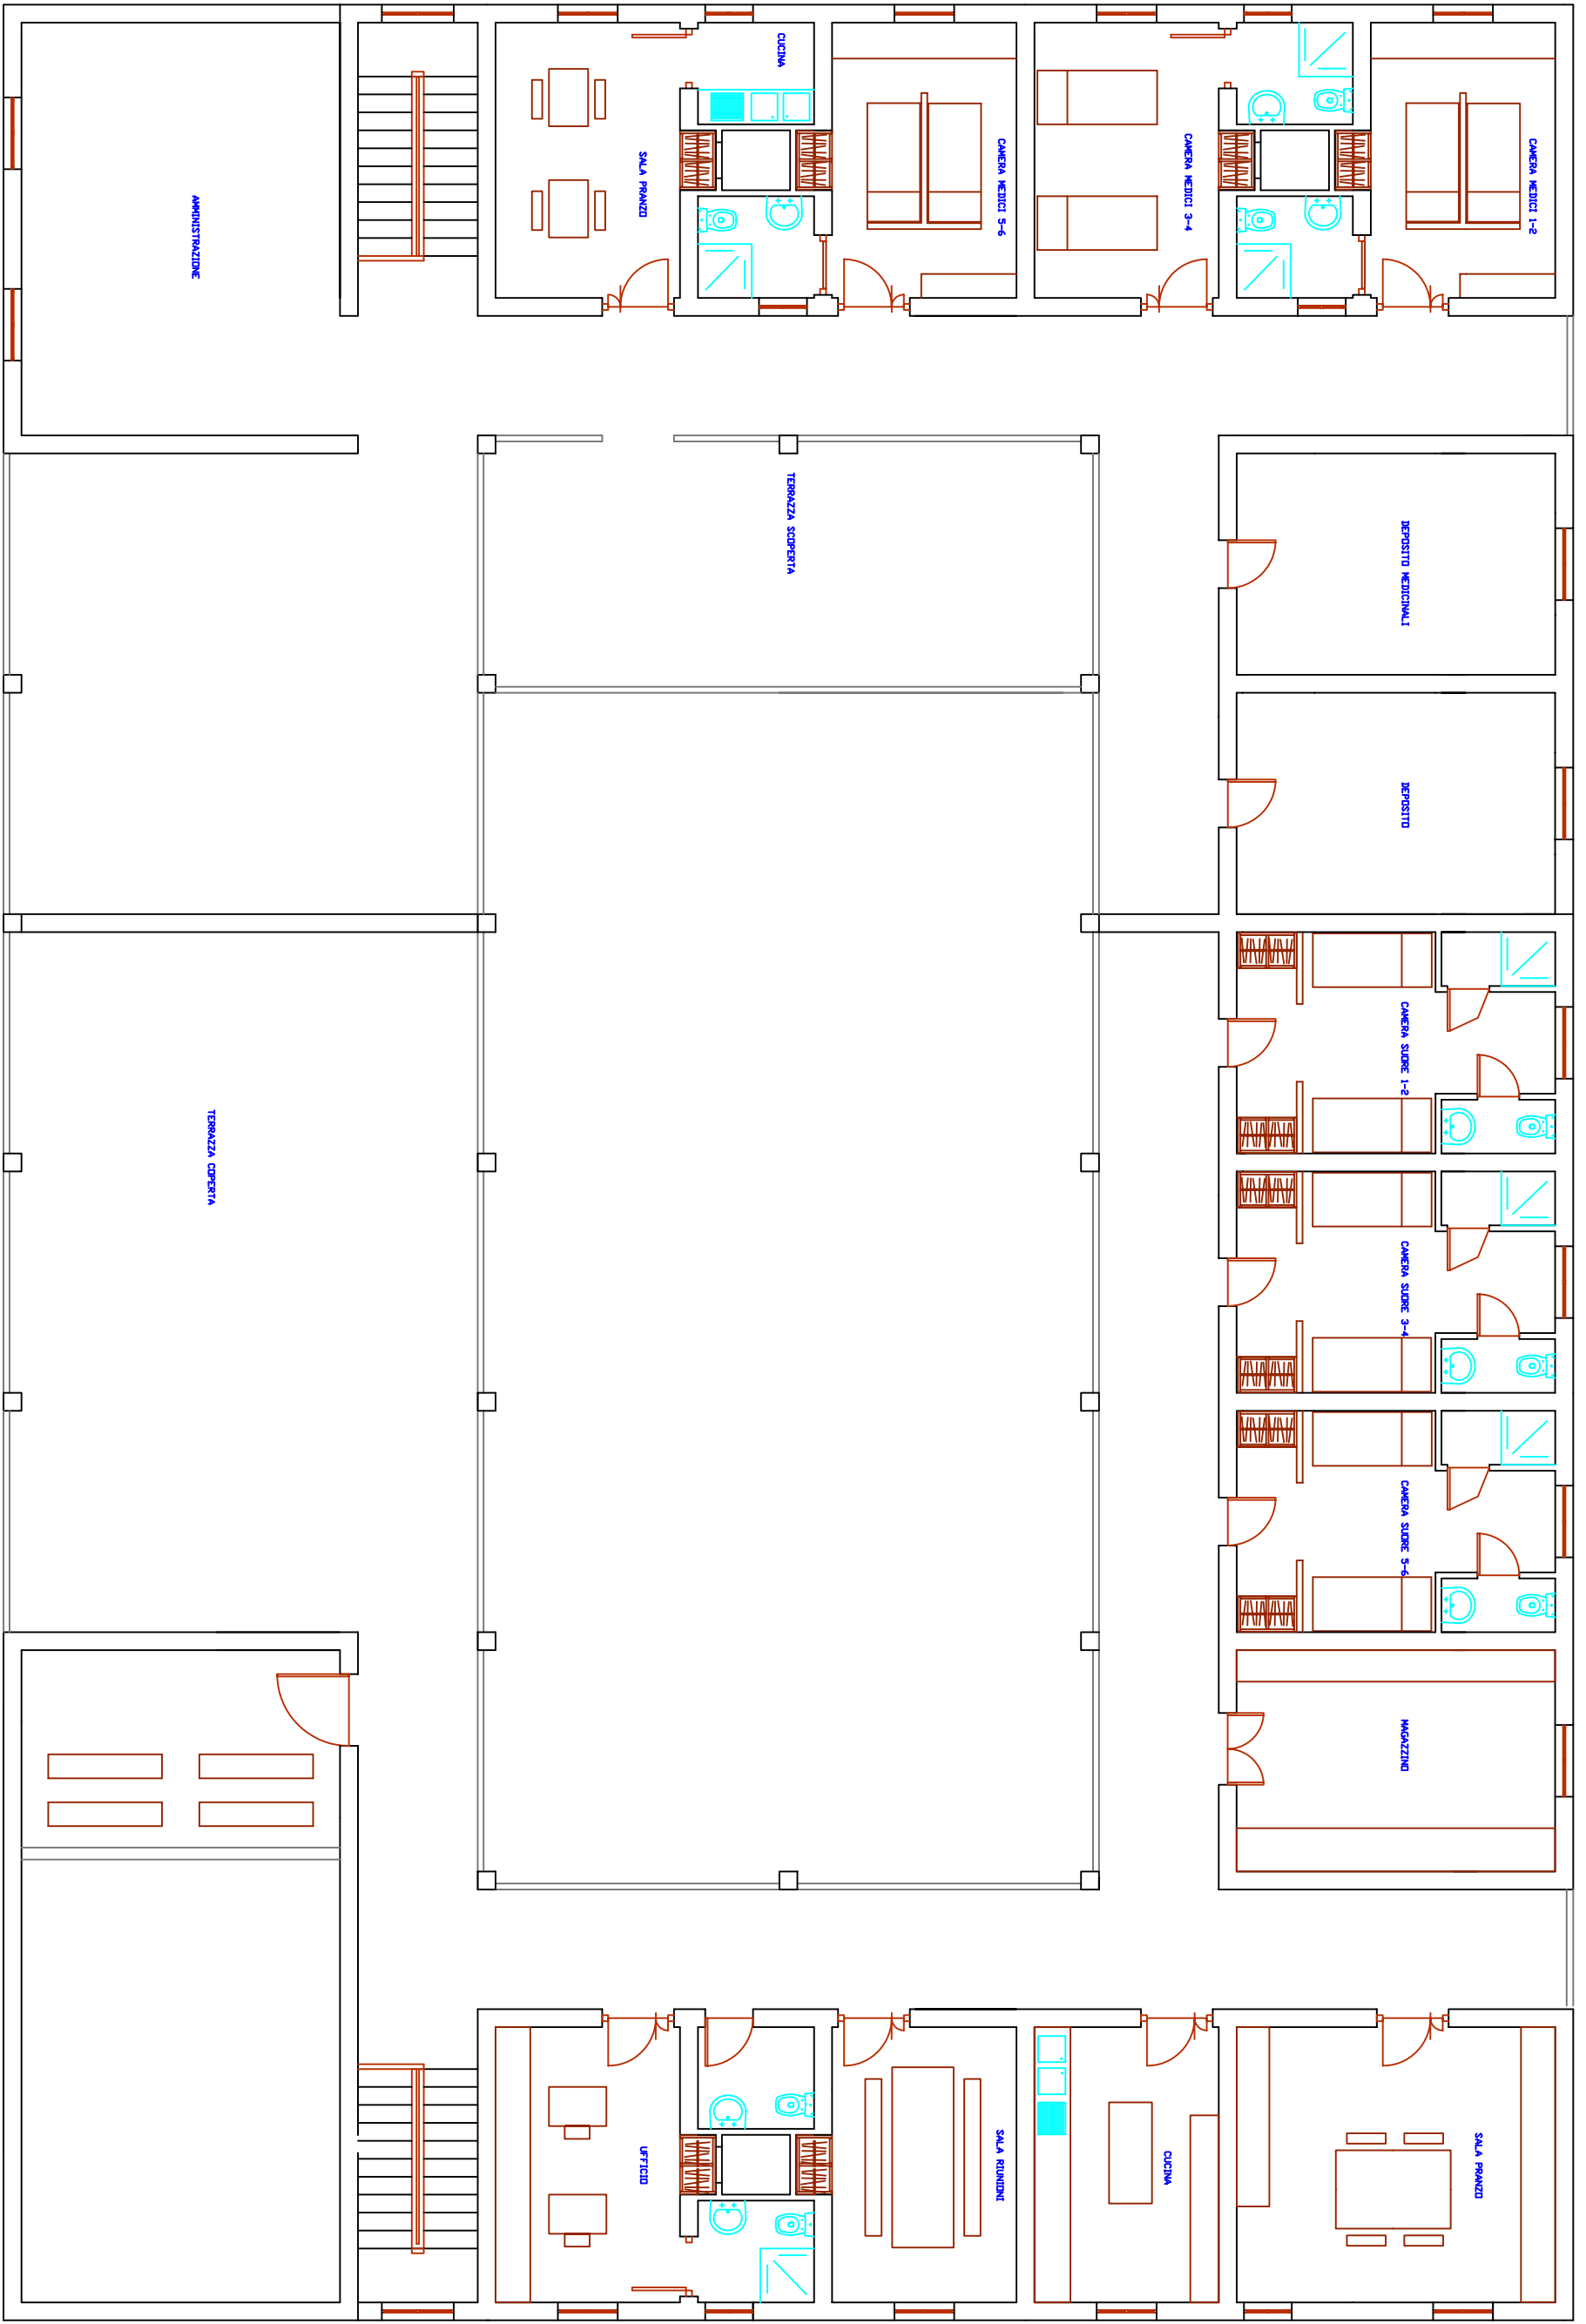 CUCINA
SALA PRANZO
CAMERA MEDICI 5-6
CAMERA MEDICI 3-4
CAMERA MEDICI 1-2
AMMINISTRAZIONE
TERRAZZA SCOPERTA
DEPOSITO MEDICINALI
DEPOSITO
CAMERA SUORE 1-2
TERRAZZA COPERTA
CAMERA SUORE 3-4
CAMERA SUORE 5-6
MAGAZZINO
UFFICIO
SALA RIUNIONI
CUCINA
SALA PRANZO